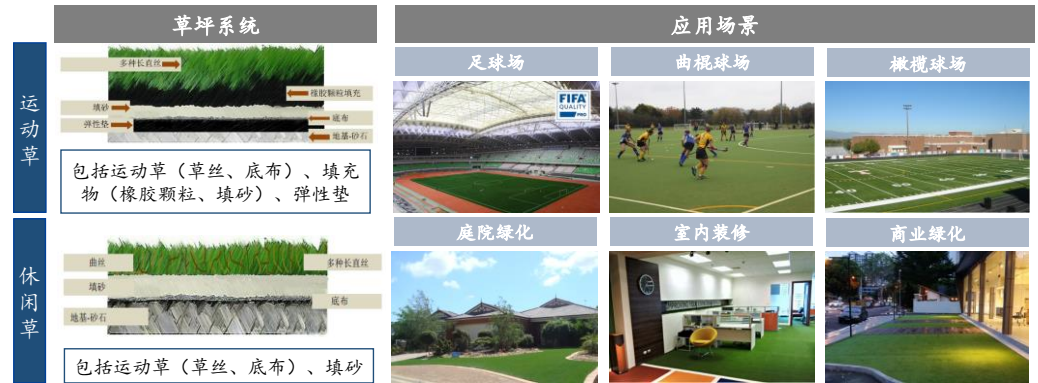 草坪系统
应用场景
运动草
多种长直丝
橡胶颗粒填充
填砂
底布
弹性垫
地基-砂石
包括运动草（草丝、底布）、填充
物（橡胶颗粒、填砂）、弹性垫
足球场
曲棍球场
橄榄球场
FIFA
QUALITY
PRO
休闲草
曲丝
多种长直丝
填砂
底布
地基-砂石
包括运动草（草丝、底布）、填砂
庭院绿化
室内装修
商业绿化